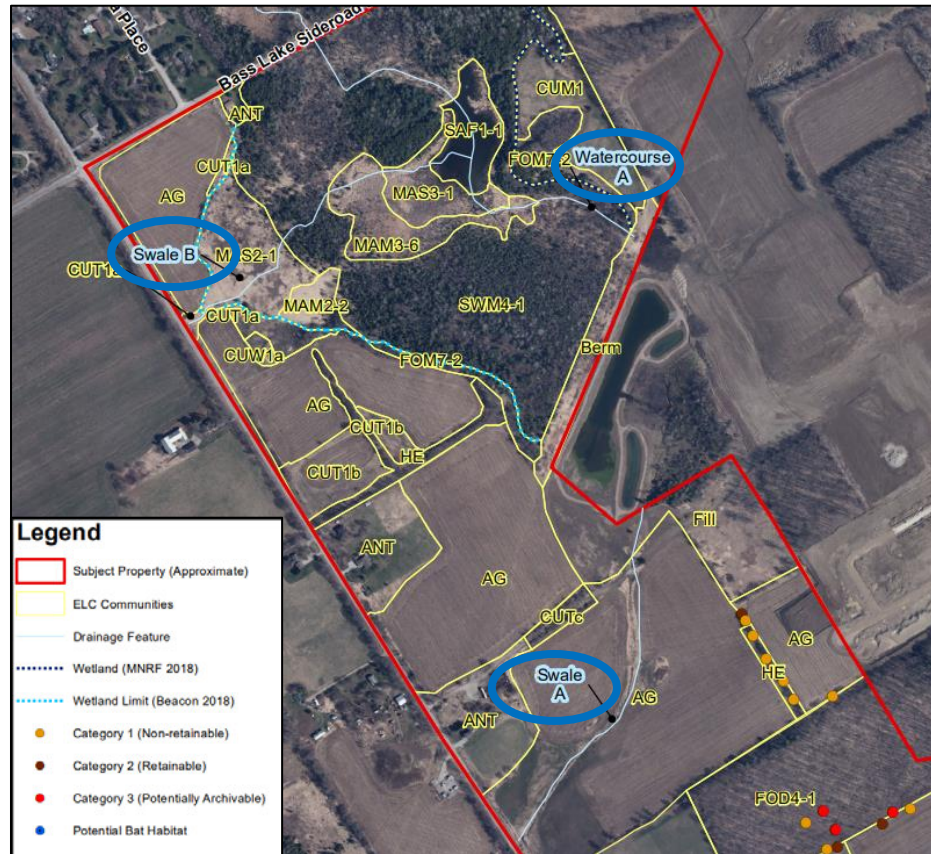 a Place
Bass Lake Sideroad
ANT
CUM1
SAF1-1
CUT1a
FOM7-2
Watercourse
A
AG
MAS3-1
MAM3-6
Swale B
MAS2-1
CUT1a
MAM2-2
SWM4-1
CUT1a
Berm
CUW1a
FOM7-2
AG
CUT1b
HE
CUT1b
Fill
ANT
AG
CUTc
AG
HE
Swale
A
AG
ANT
FOD4-1
Legend
Subject Property (Approximate)
ELC Communities
Drainage Feature
Wetland (MNRF 2018)
Wetland Limit (Beacon 2018)
Category 1 (Non-retainable)
Category 2 (Retainable)
Category 3 (Potentially Archivable)
Potential Bat Habitat